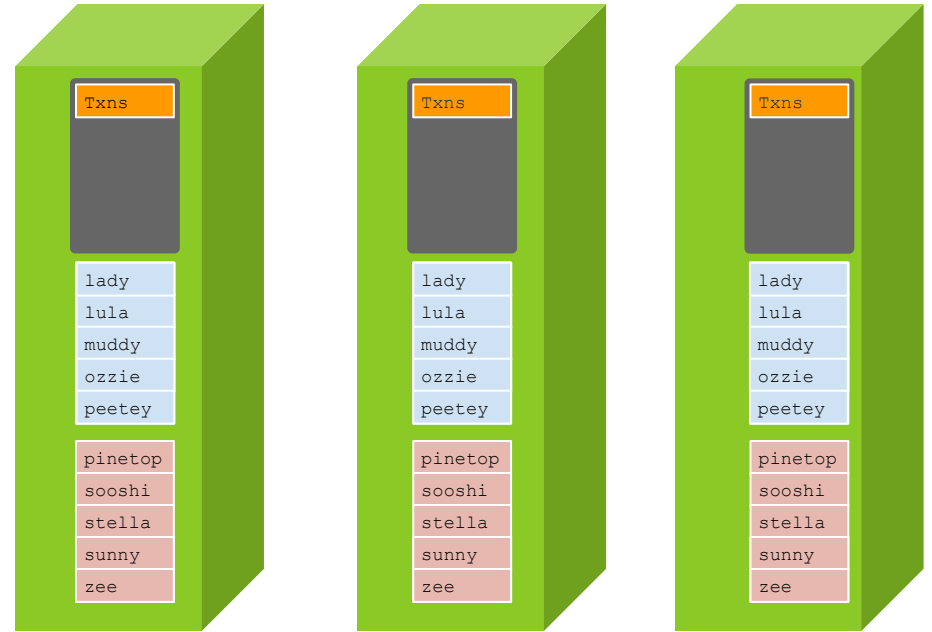 Txns
lady
lula
muddy
ozzie
peetey
pinetop
sooshi
stella
sunny
zee
Txns
lady
lula
muddy
ozzie
peetey
pinetop
sooshi
stella
sunny
zee
Txns
lady
lula
muddy
ozzie
peetey
pinetop
sooshi
stella
sunny
zee